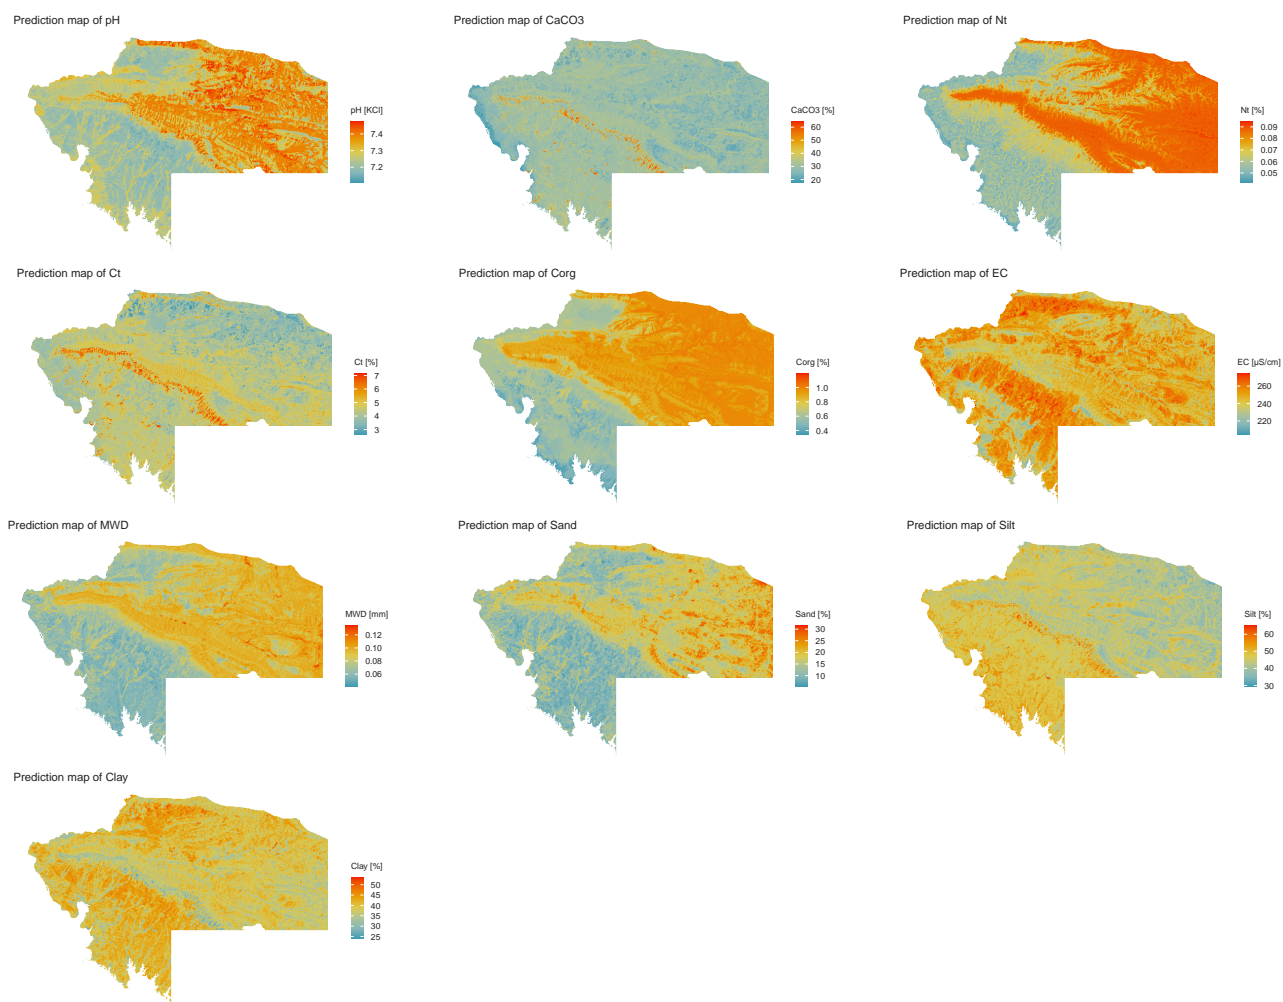 Prediction map of pH
pH [KCl]
7.4
7.3
7.2
Prediction map of CaCO3
CaCO3 [%]
60
50
40
30
20
Prediction map of Nt
Nt [%]
0.09
0.08
0.07
0.06
0.05
Prediction map of Ct
Ct [%]
7
6
5
4
3
Prediction map of Corg
Corg [%]
1.0
0.8
0.6
0.4
Prediction map of EC
EC [µS/cm]
260
240
220
Prediction map of MWD
MWD [mm]
0.12
0.10
0.08
0.06
Prediction map of Sand
Sand [%]
30
25
20
15
10
Prediction map of Silt
Silt [%]
60
50
40
30
Prediction map of Clay
Clay [%]
50
45
40
35
30
25